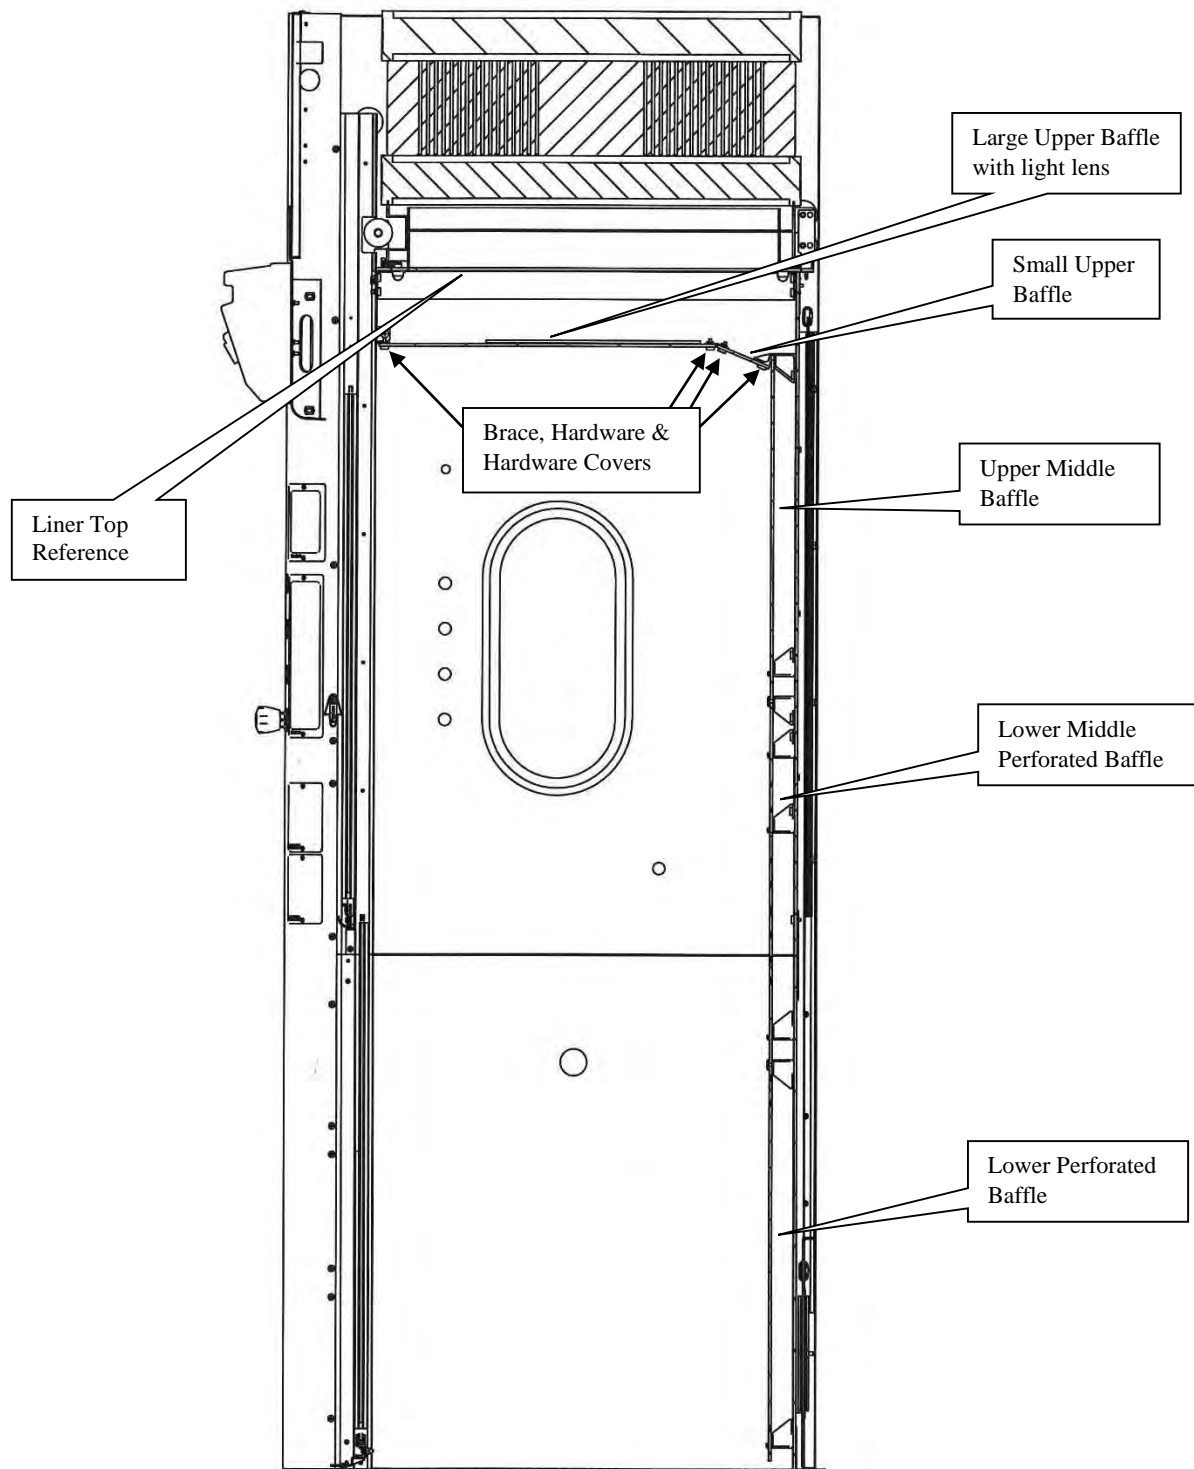 Large Upper Baffle
with light lens
Small Upper
Baffle
Brace, Hardware &
Hardware Covers
Upper Middle
Baffle
Liner Top
Reference
Lower Middle
Perforated Baffle
Lower Perforated
Baffle